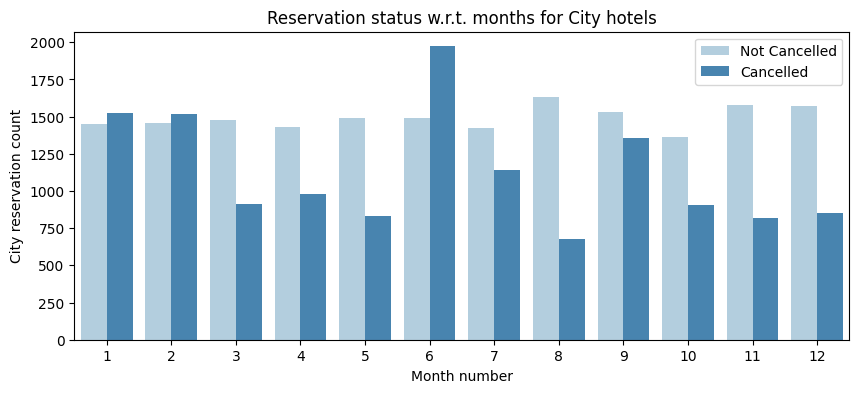 Reservation status w.r.t. months for City hotels
Not Cancelled
Cancelled
City reservation count
2000
1750
1500
1250
1000
750
500
250
0
1 2 3 4 5 6 7 8 9 10 11 12
Month number